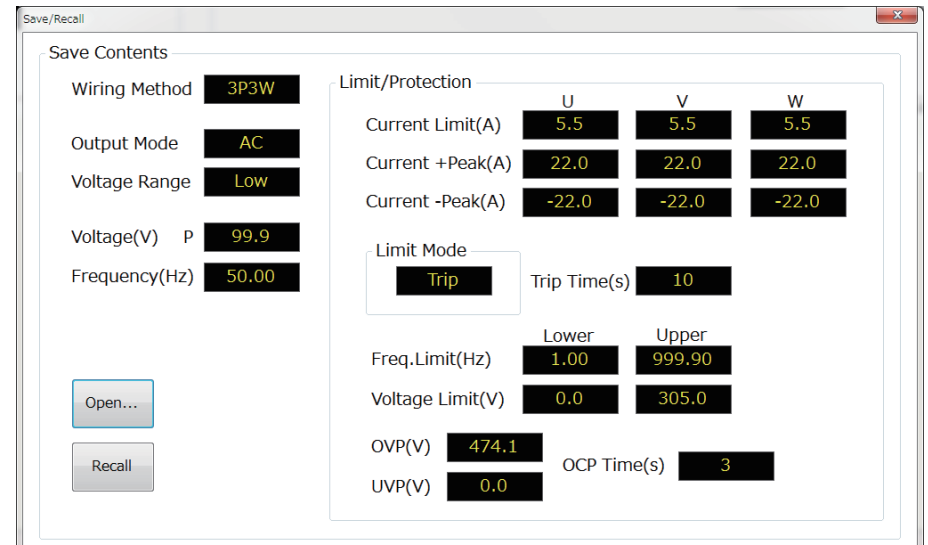 Save/Recall
Save Contents
Wiring Method 3P3W
Output Mode AC
Voltage Range Low
Voltage(V) P 99.9
Frequency(Hz) 50.00
Open...
Recall
Limit/Protection
U V W
Current Limit(A) 5.5 5.5 5.5
Current +Peak(A) 22.0 22.0 22.0
Current -Peak(A) -22.0 -22.0 -22.0
Limit Mode
Trip Trip Time(s) 10
Lower Upper
Freq.Limit(Hz) 1.00 999.90
Voltage Limit(V) 0.0 305.0
OVP(V) 474.1
OCP Time(s) 3
UVP(V) 0.0